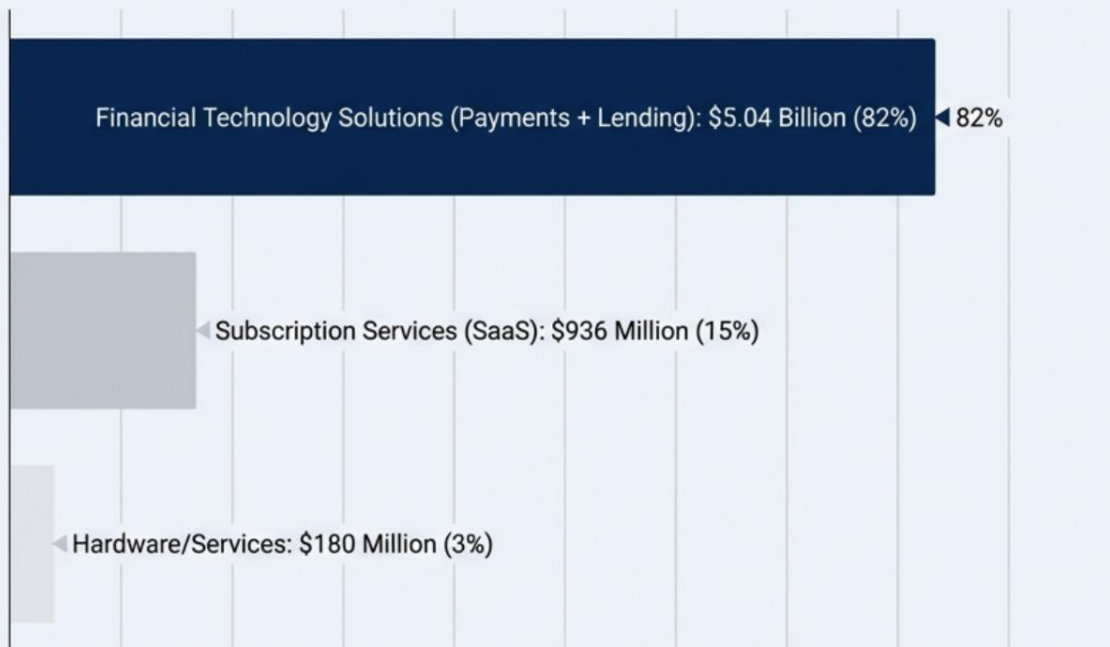 Financial Technology Solutions (Payments + Lending): $5.04 Billion (82%)
82%
Subscription Services (SaaS): $936 Million (15%)
Hardware/Services: $180 Million (3%)